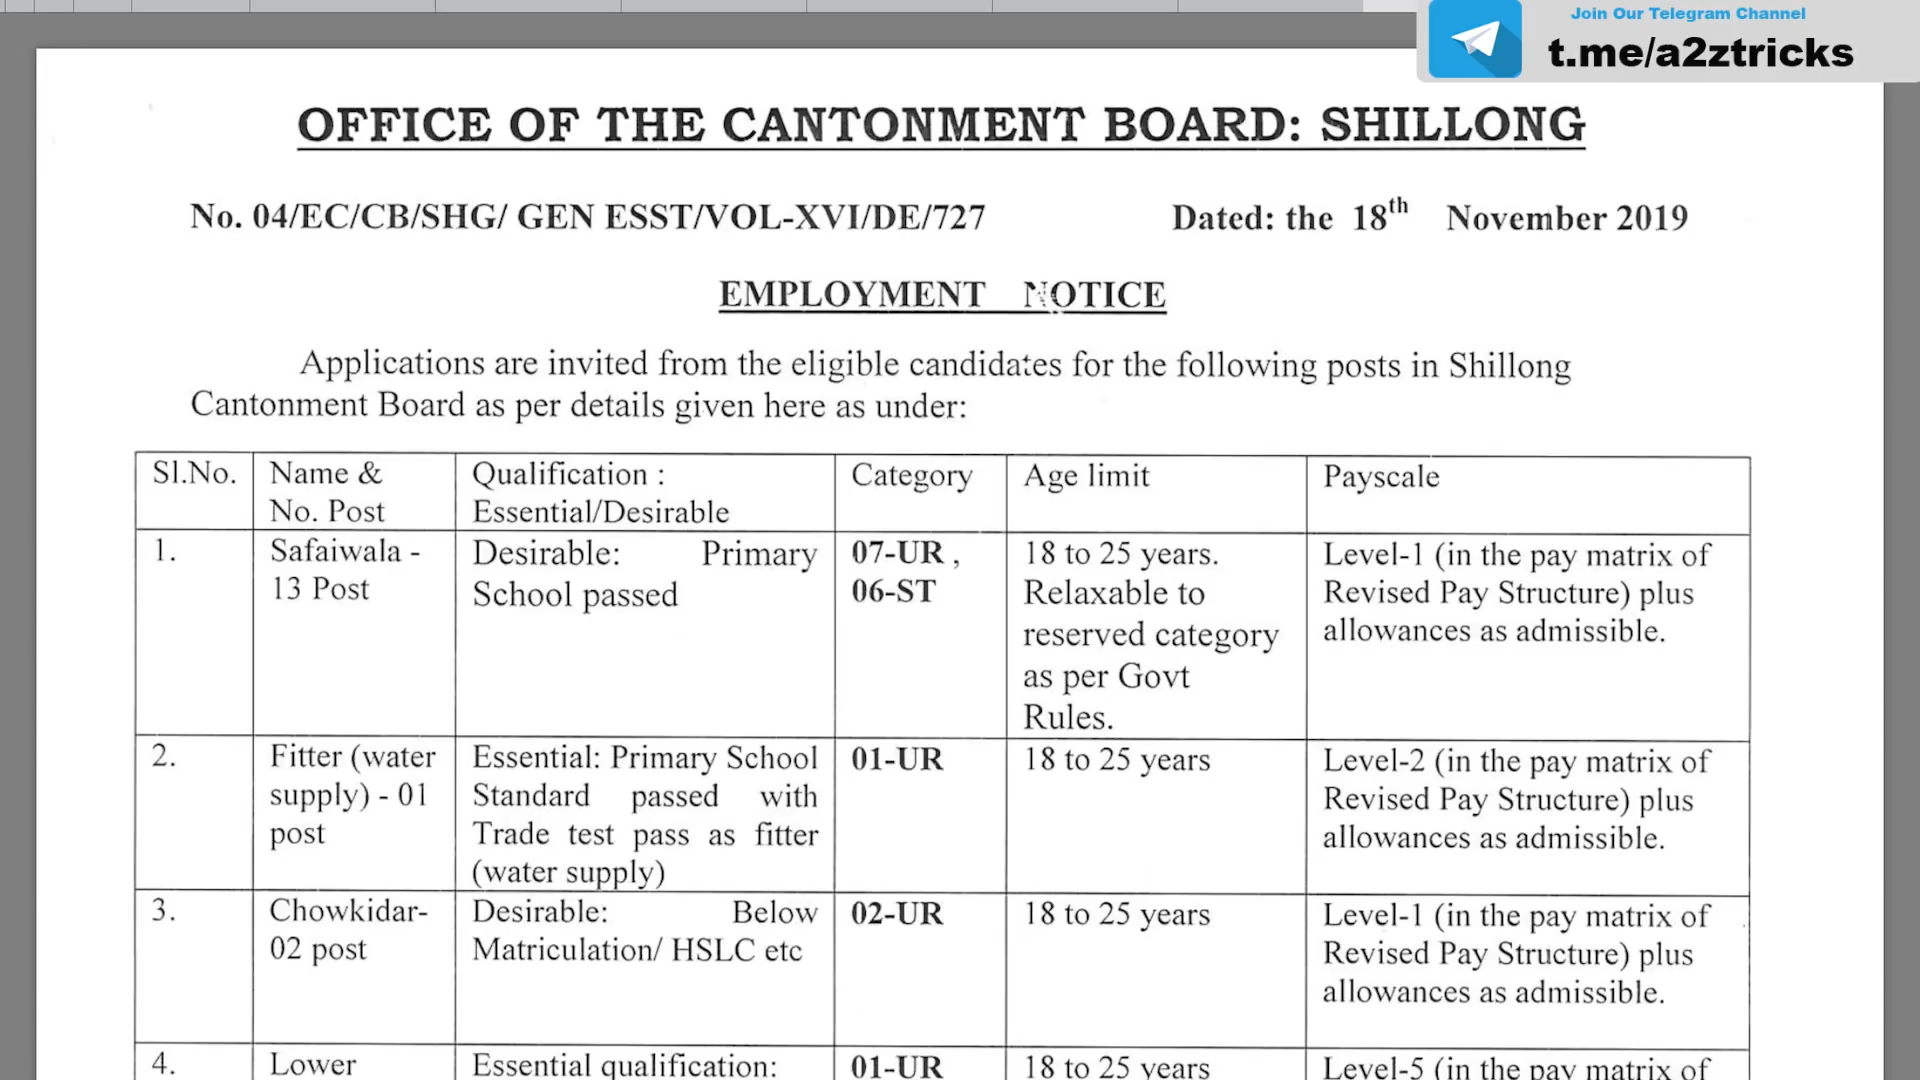 Join Our Telegram Channel
t.me/a2ztricks
OFFICE OF THE CANTONMENT BOARD: SHILLONG
No. 04/EC/CB/SHG/ GEN ESST/VOL-XVI/DE/727 Dated: the 18th November 2019
EMPLOYMENT NOTICE
Applications are invited from the eligible candidates for the following posts in Shillong
Cantonment Board as per details given here as under:
Sl.No. Name & Qualification : Category Age limit Payscale
No. Post Essential/Desirable
1. Safaiwala - Desirable: Primary 07-UR , 18 to 25 years. Level-1 (in the pay matrix of
13 Post School passed 06-ST Relaxable to Revised Pay Structure) plus
reserved category allowances as admissible.
as per Govt
Rules.
2. Fitter (water Essential: Primary School 01-UR 18 to 25 years Level-2 (in the pay matrix of
supply) - 01 Standard passed with Revised Pay Structure) plus
post Trade test pass as fitter allowances as admissible.
(water supply)
3. Chowkidar- Desirable: Below 02-UR 18 to 25 years Level-1 (in the pay matrix of
02 post Matriculation/ HSLC etc Revised Pay Structure) plus
allowances as admissible.
4. Lower Essential qualification: 01-UR 18 to 25 years Level-5 (in the pay matrix of